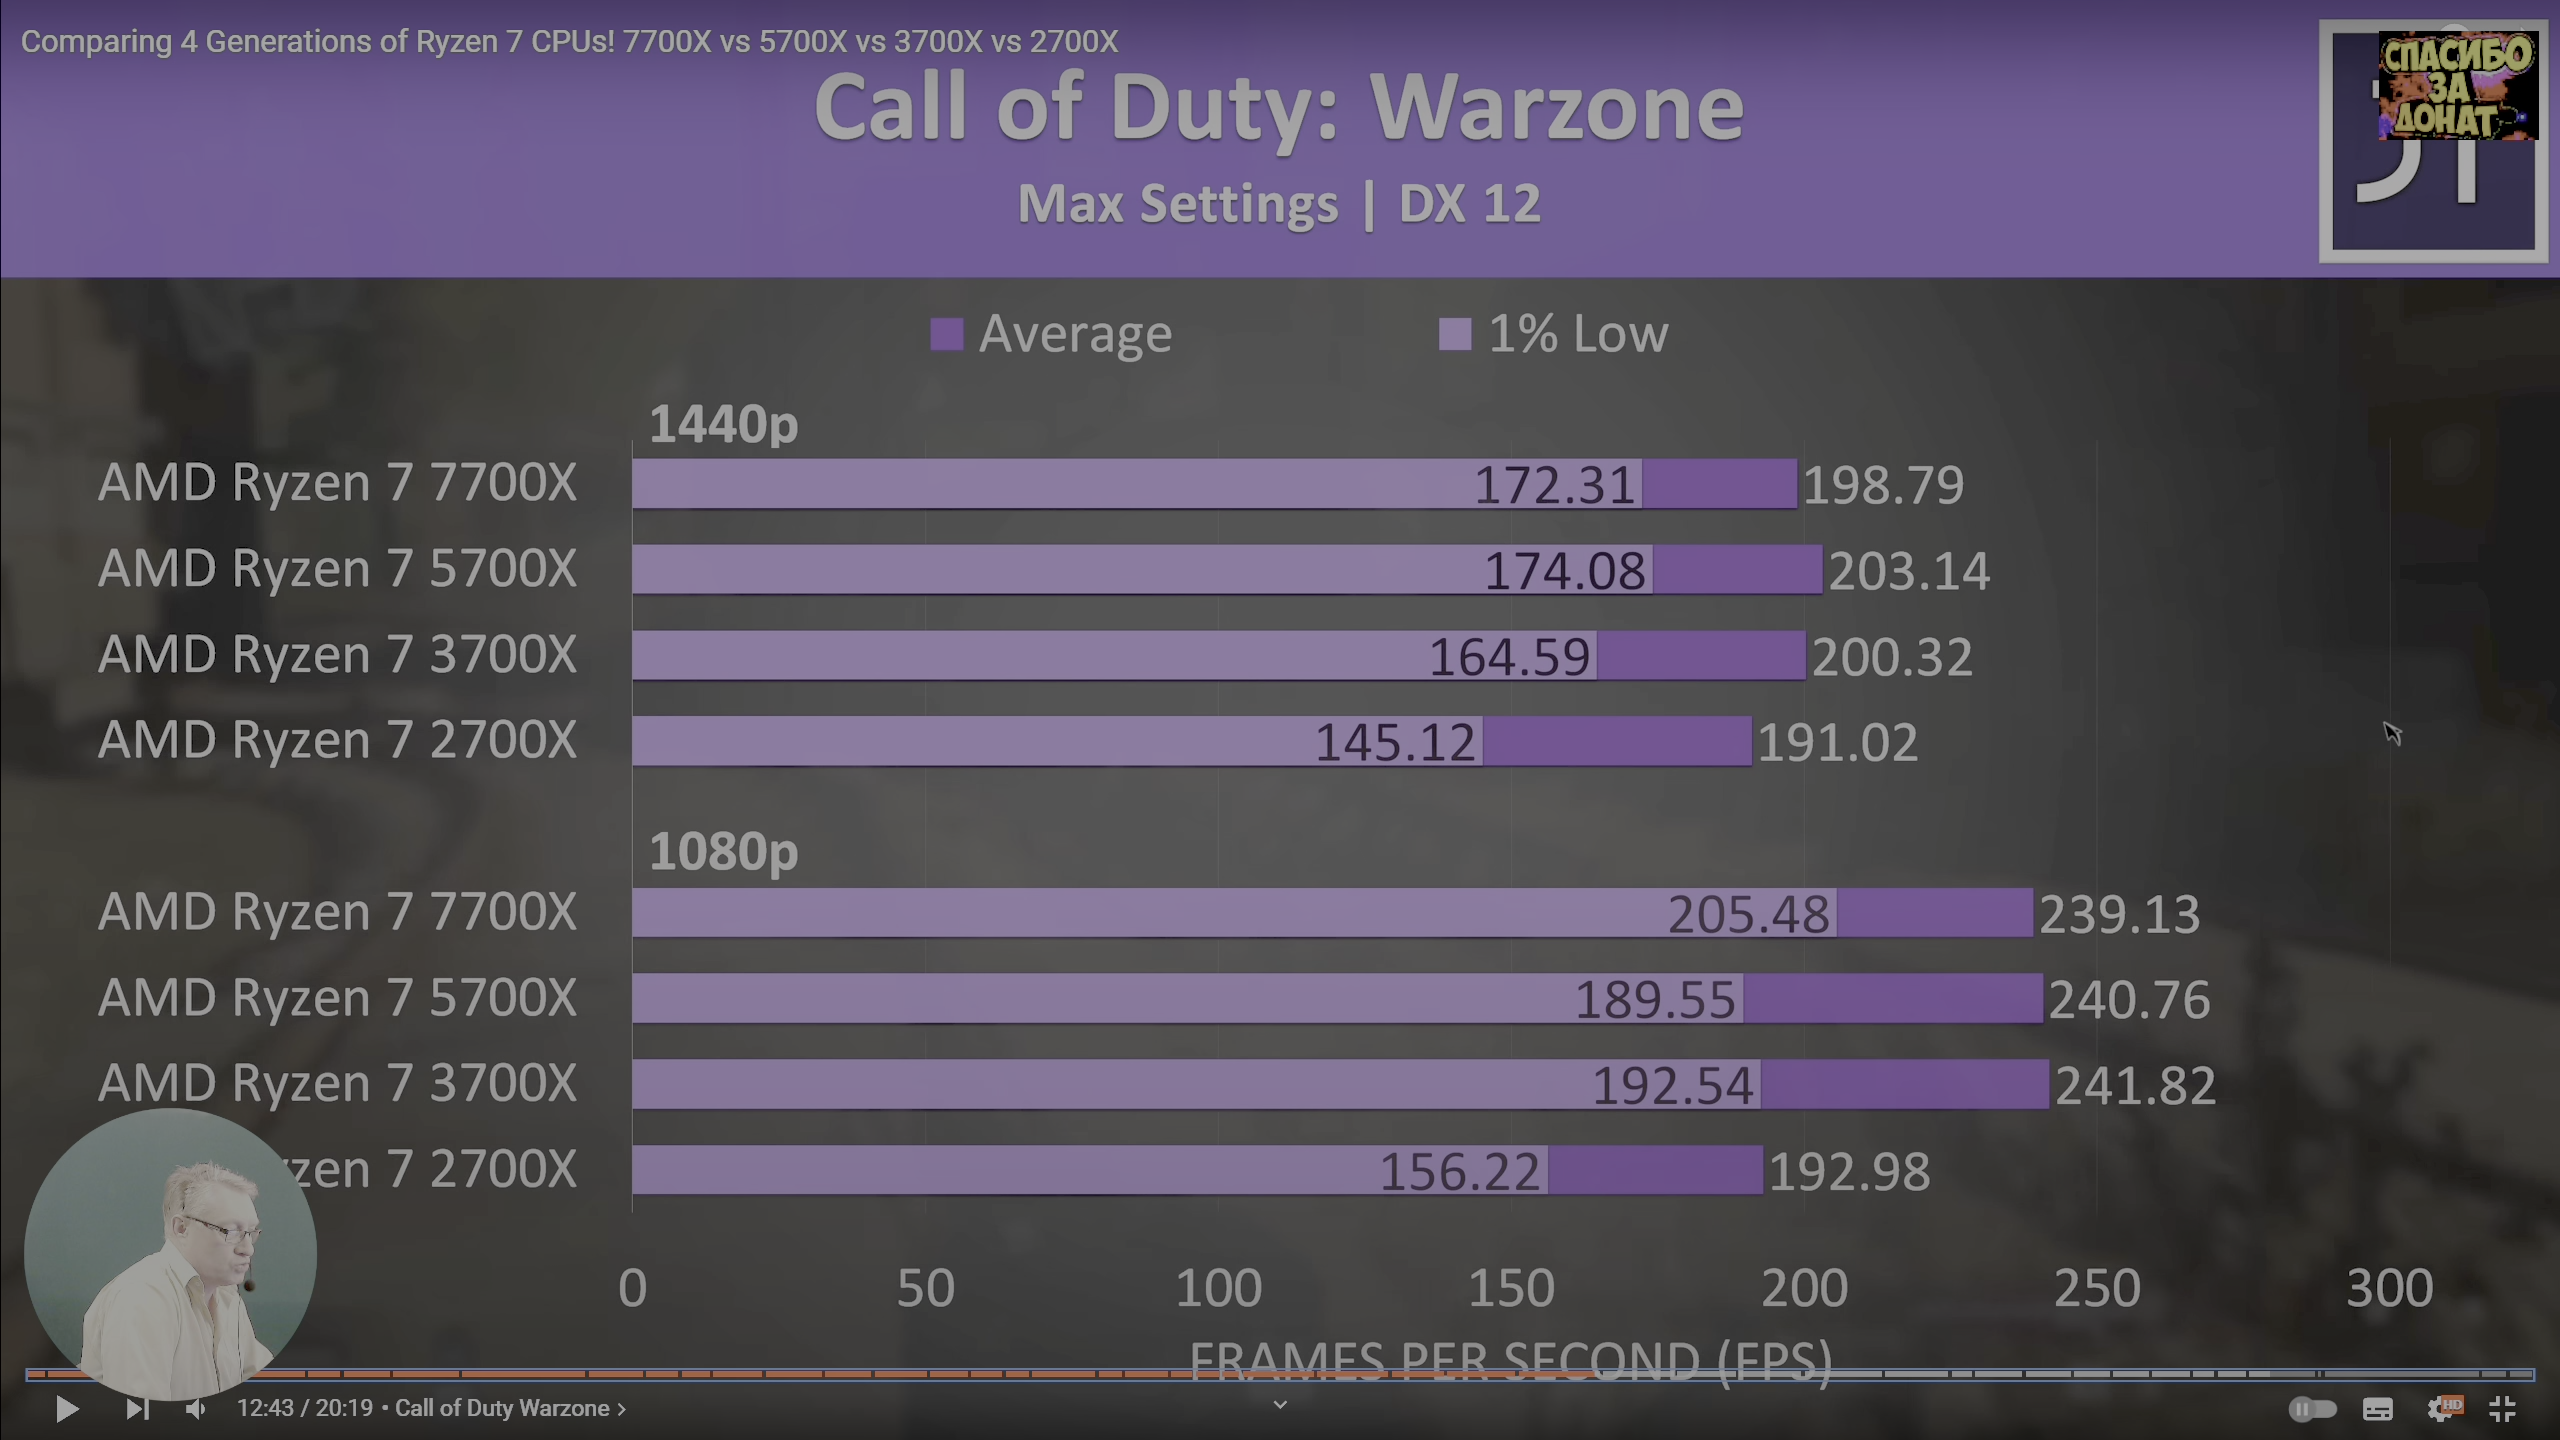 Comparing 4 Generations of Ryzen 7 CPUs! 7700X vs 5700X vs 3700X vs 2700X
СПАСИБО
ЗА
ДОНАТ
Call of Duty: Warzone
Max Settings | DX 12
Average
1% Low
1440p
AMD Ryzen 7 7700X 172.31 198.79
AMD Ryzen 7 5700X 174.08 203.14
AMD Ryzen 7 3700X 164.59 200.32
AMD Ryzen 7 2700X 145.12 191.02
1080p
AMD Ryzen 7 7700X 205.48 239.13
AMD Ryzen 7 5700X 189.55 240.76
AMD Ryzen 7 3700X 192.54 241.82
zen 7 2700X 156.22 192.98
0 50 100 150 200 250 300
FRAMES PER SECOND (FPS)
12:43 / 20:19 • Call of Duty Warzone ›
HD